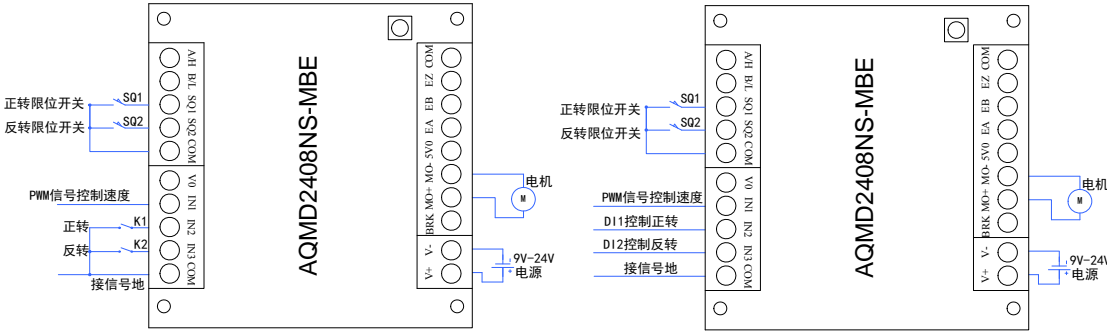 AQMD2408NS-MBE
A/H
B/L
SQ1
SQ2
COM
V0
IN1
IN2
IN3
COM
COM
EZ
EB
EA
5V0
MO-
MO+
BRK
V-
V+
正转限位开关
SQ1
反转限位开关
SQ2
PWM信号控制速度
正转
K1
反转
K2
接信号地
电机
M
9V-24V
电源
AQMD2408NS-MBE
A/H
B/L
SQ1
SQ2
COM
V0
IN1
IN2
IN3
COM
COM
EZ
EB
EA
5V0
MO-
MO+
BRK
V-
V+
正转限位开关
SQ1
反转限位开关
SQ2
PWM信号控制速度
DI1控制正转
DI2控制反转
接信号地
电机
M
9V-24V
电源